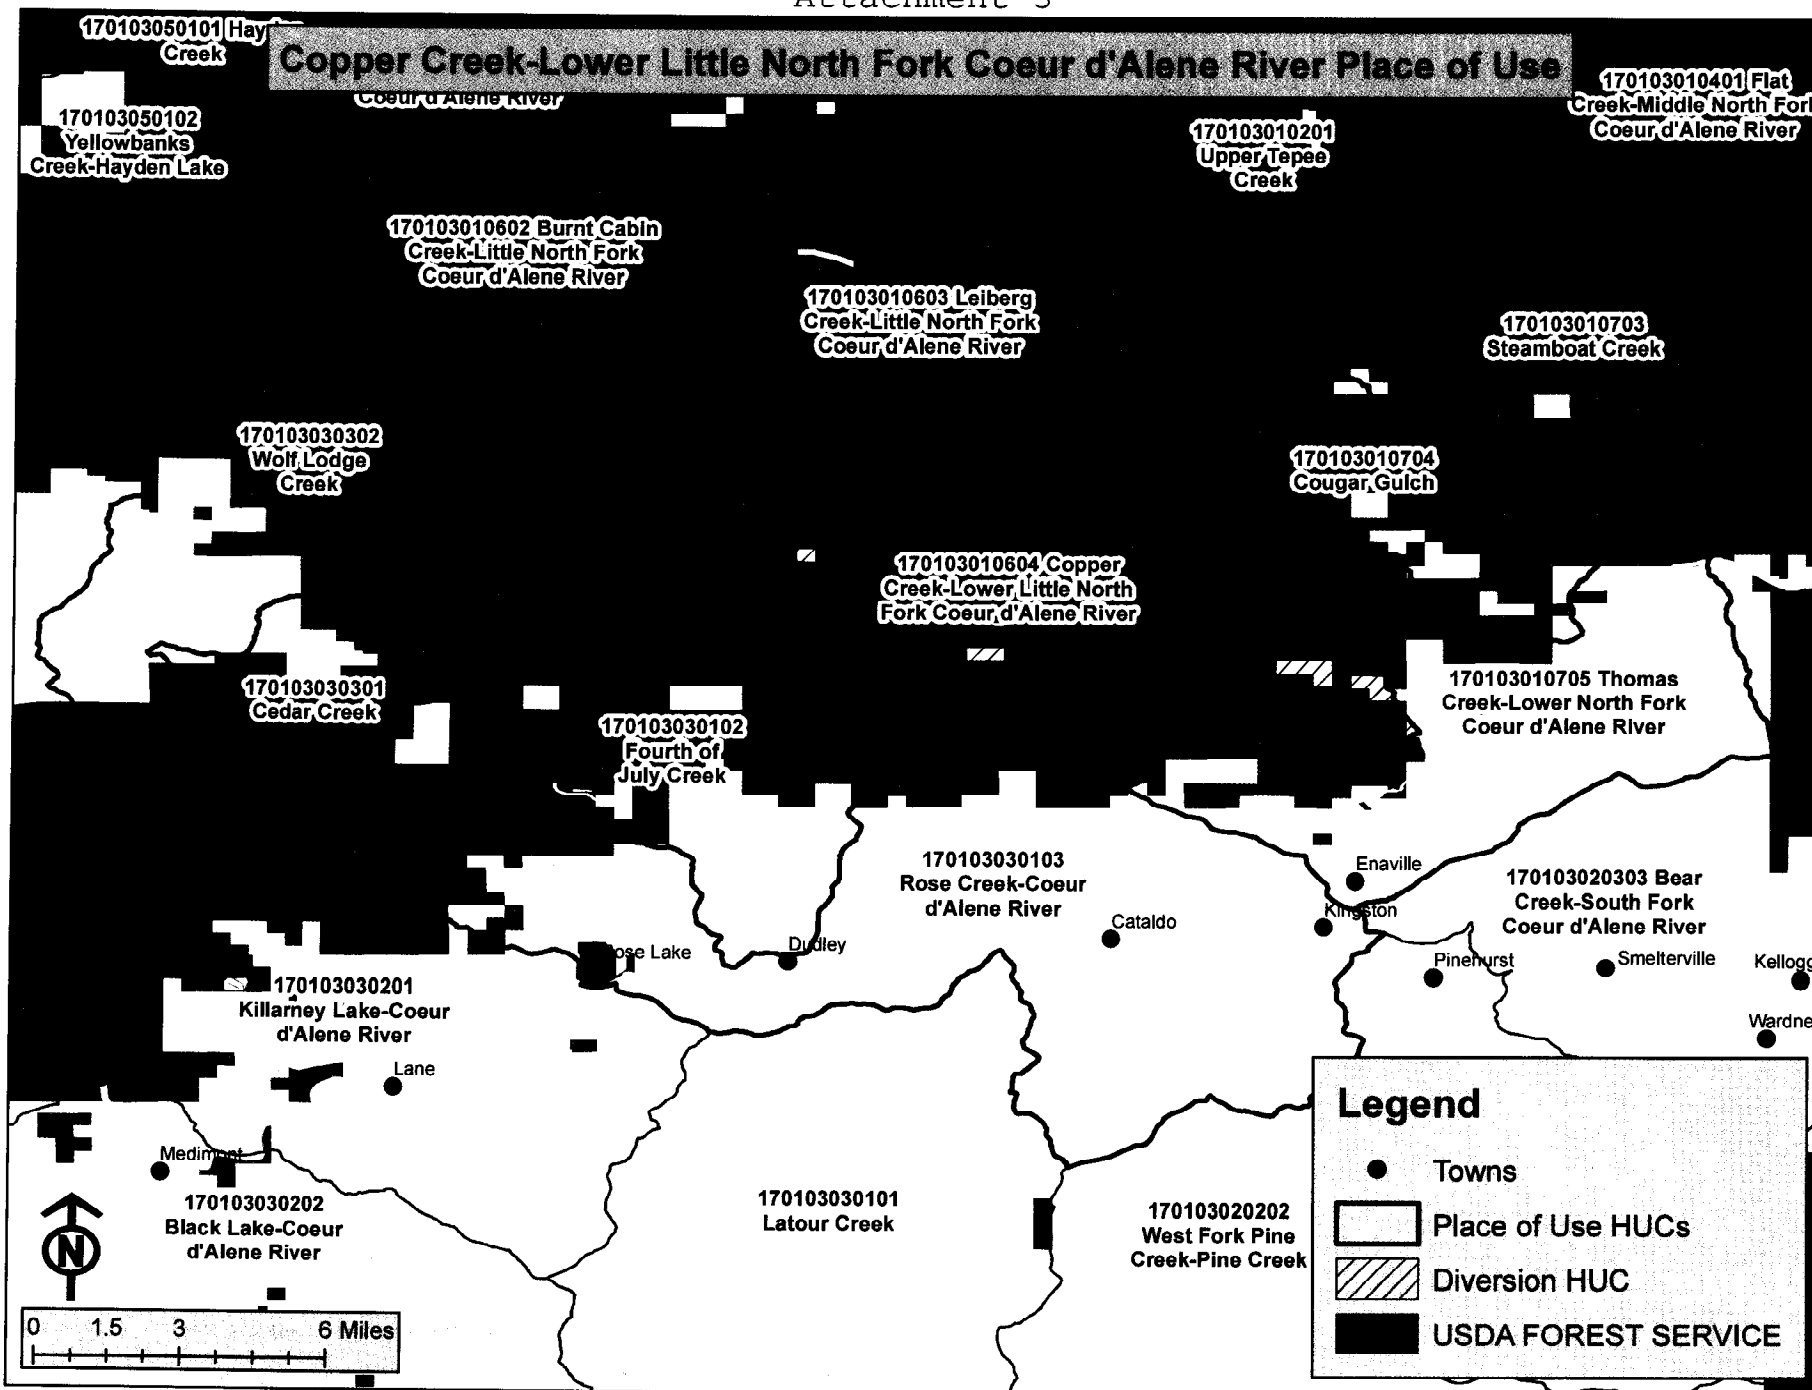 Attachment 3
170103050101 Hayden
Creek
Copper Creek-Lower Little North Fork Coeur d'Alene River Place of Use
Coeur d'Alene River
170103010401 Flat
Creek-Middle North Fork
Coeur d'Alene River
170103050102
Yellowbanks
Creek-Hayden Lake
170103010201
Upper Tepee
Creek
170103010602 Burnt Cabin
Creek-Little North Fork
Coeur d'Alene River
170103010603 Leiberg
Creek-Little North Fork
Coeur d'Alene River
170103010703
Steamboat Creek
170103030302
Wolf Lodge
Creek
170103010704
Cougar Gulch
170103010604 Copper
Creek-Lower Little North
Fork Coeur d'Alene River
170103030301
Cedar Creek
170103010705 Thomas
Creek-Lower North Fork
Coeur d'Alene River
170103030102
Fourth of
July Creek
170103030103
Rose Creek-Coeur
d'Alene River
Enaville
170103020303 Bear
Creek-South Fork
Coeur d'Alene River
Cataldo
Kingston
Rose Lake
Dudley
Pinehurst
Smelterville
Kellogg
170103030201
Killarney Lake-Coeur
d'Alene River
Wardne
Lane
Medimont
170103030202
Black Lake-Coeur
d'Alene River
170103030101
Latour Creek
170103020202
West Fork Pine
Creek-Pine Creek
N
0 1.5 3 6 Miles
Legend
Towns
Place of Use HUCs
Diversion HUC
USDA FOREST SERVICE